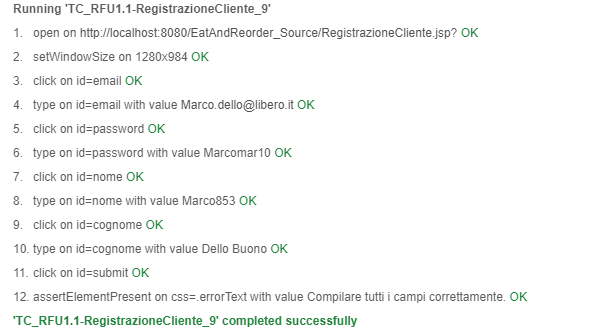 Running 'TC_RFU1.1-RegistrazioneCliente_9'
1. open on http://localhost:8080/EatAndReorder_Source/RegistrazioneCliente.jsp? OK
2. setWindowSize on 1280x984 OK
3. click on id=email OK
4. type on id=email with value Marco.dello@libero.it OK
5. click on id=password OK
6. type on id=password with value Marcomar10 OK
7. click on id=nome OK
8. type on id=nome with value Marco853 OK
9. click on id=cognome OK
10. type on id=cognome with value Dello Buono OK
11. click on id=submit OK
12. assertElementPresent on css=.errorText with value Compilare tutti i campi correttamente. OK
'TC_RFU1.1-RegistrazioneCliente_9' completed successfully